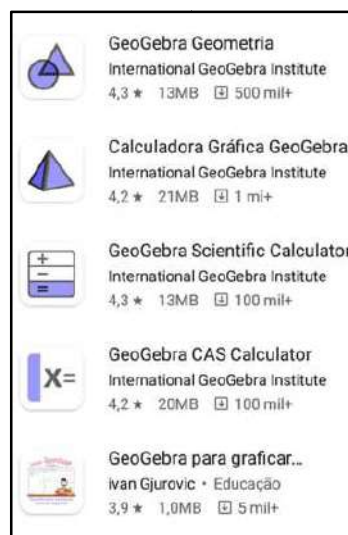 GeoGebra Geometria
International GeoGebra Institute
4,3 ★ 13MB 500 mil+
Calculadora Gráfica GeoGebra
International GeoGebra Institute
4,2 ★ 21MB 1 mi+
+
−
=
GeoGebra Scientific Calculator
International GeoGebra Institute
4,3 ★ 13MB 100 mil+
X=
GeoGebra CAS Calculator
International GeoGebra Institute
4,2 ★ 20MB 100 mil+
GeoGebra para graficar...
ivan Gjurovic • Educação
3,9 ★ 1,0MB 5 mil+